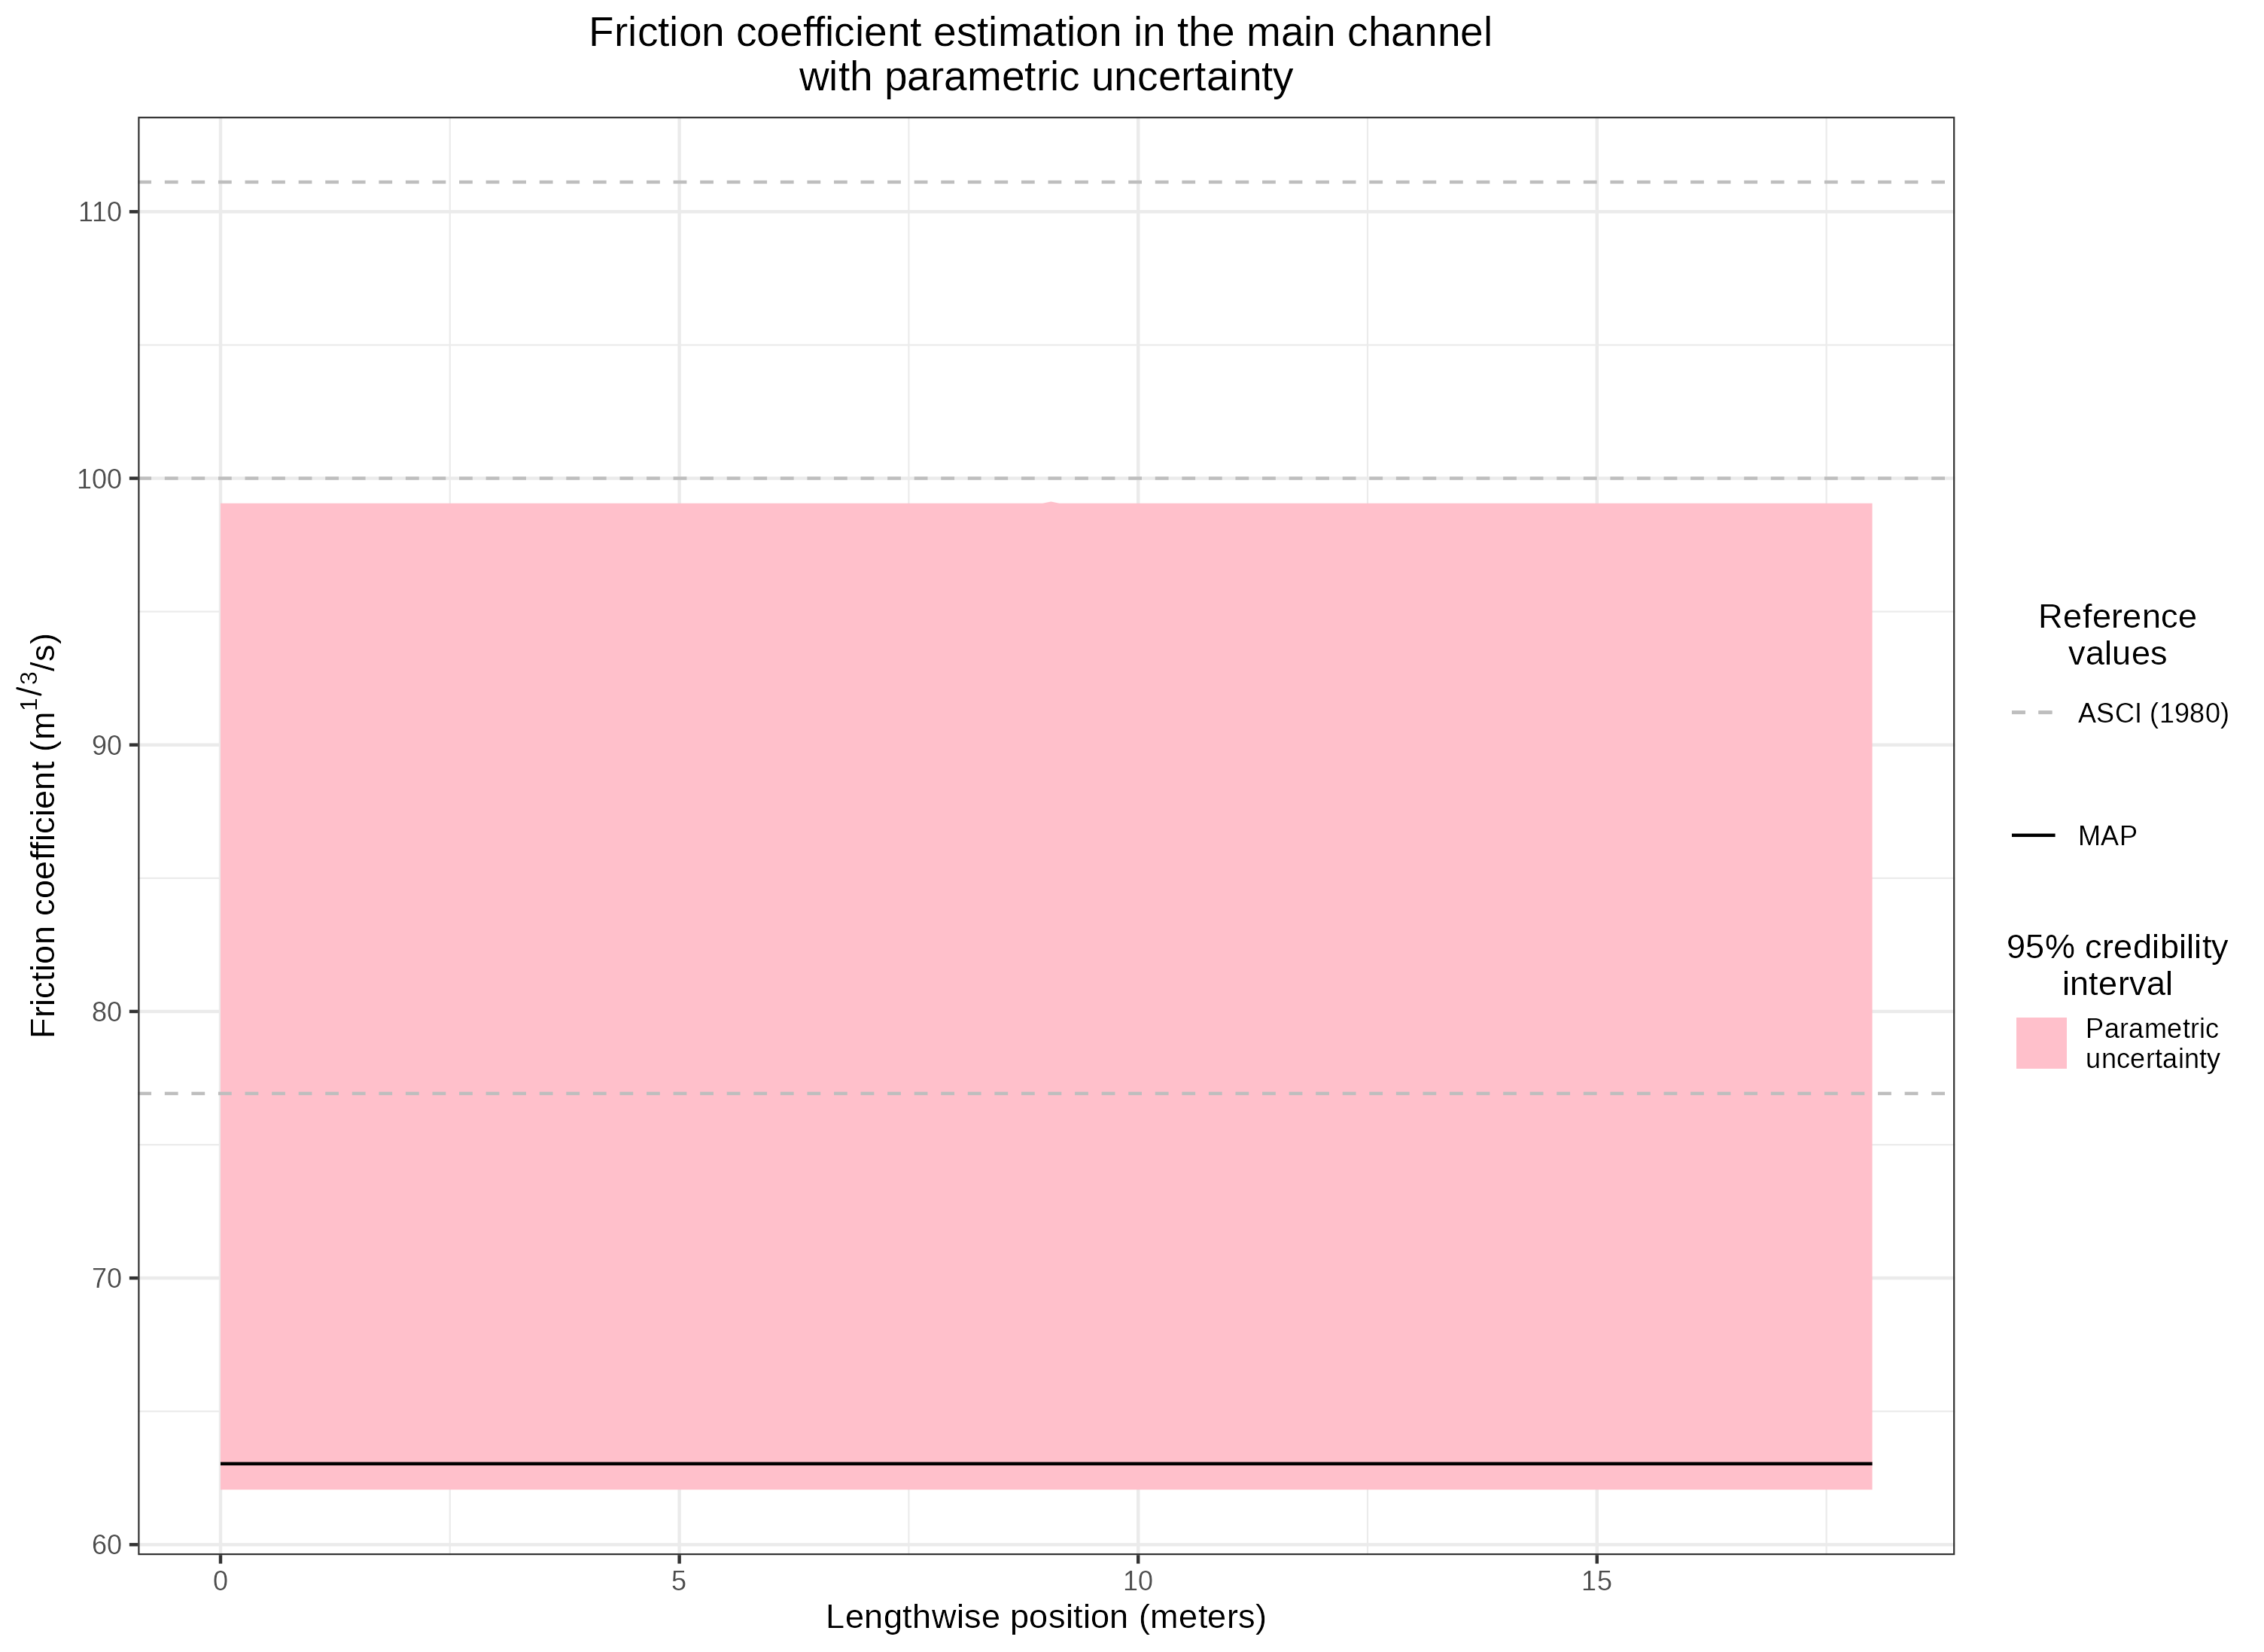 Friction coefficient estimation in the main channel
with parametric uncertainty
Friction coefficient (m1/3/s)
110
100
90
80
70
60
0 5 10 15
Lengthwise position (meters)
Reference
values
ASCI (1980)
MAP
95% credibility
interval
Parametric
uncertainty